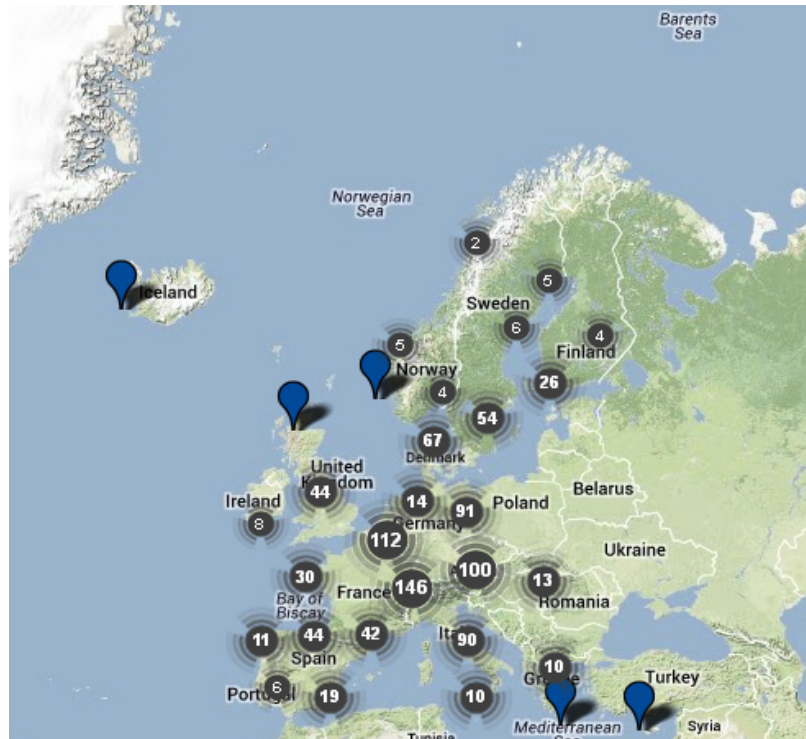 Barents
Sea
Norwegian
Sea
2
Iceland
5
Sweden
6
4
5
Finland
Norway
26
4
54
67
Denmark
United
Kingdom
44
Ireland
8
14
91
Poland
Belarus
Germany
112
Ukraine
100
146
13
30
France
Romania
Bay of
Biscay
11
44
42
90
Spain
10
Turkey
6
Portugal
19
10
Mediterranean
Syria
Tunisia